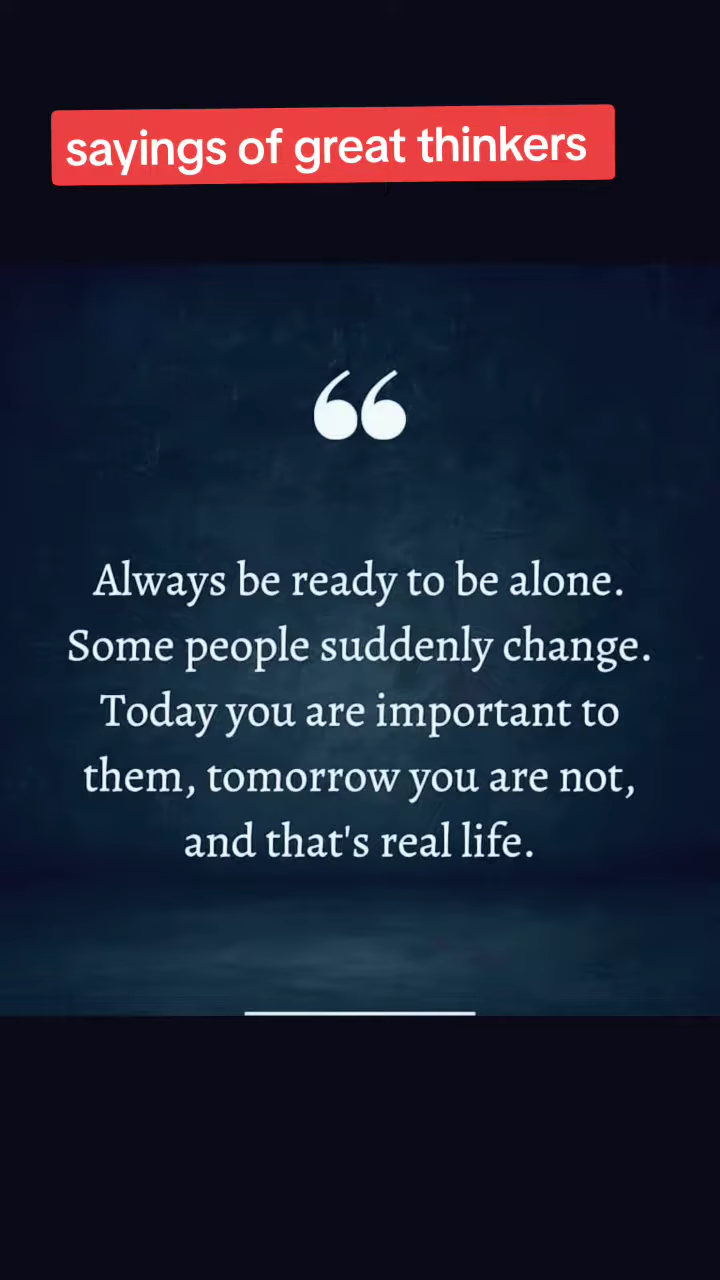 sayings of great thinkers
“
Always be ready to be alone.
Some people suddenly change.
Today you are important to
them, tomorrow you are not,
and that's real life.